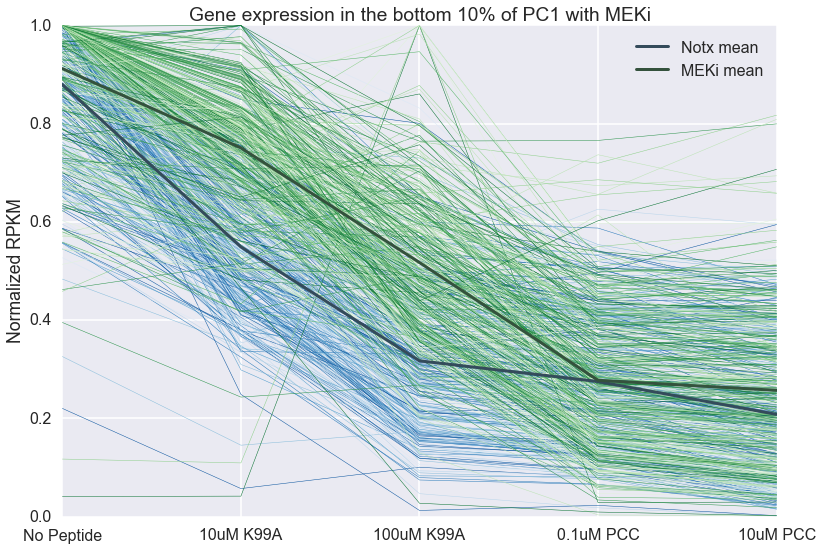 Gene expression in the bottom 10% of PC1 with MEKi
Notx mean
MEKi mean
Normalized RPKM
1.0
0.8
0.6
0.4
0.2
0.0
No Peptide 10uM K99A 100uM K99A 0.1uM PCC 10uM PCC